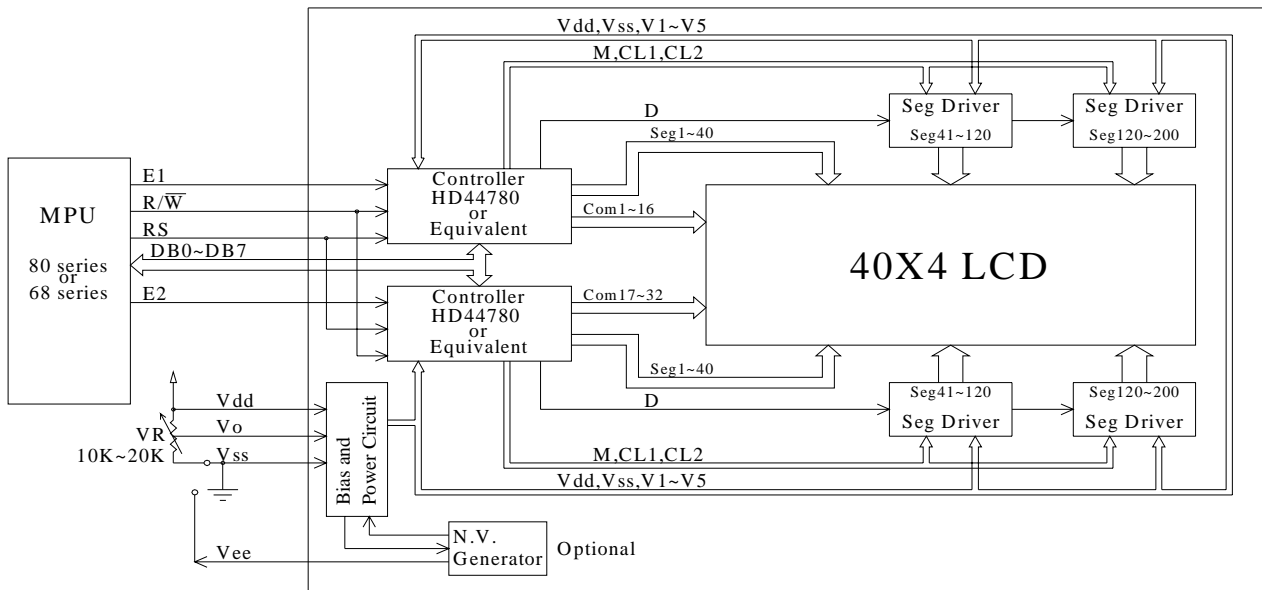 Vdd,Vss,V1~V5
M,CL1,CL2
D
Seg Driver
Seg41~120
Seg Driver
Seg120~200
Seg1~40
MPU
80 series
or
68 series
E1
R/W̅
RS
DB0~DB7
E2
Controller
HD44780
or
Equivalent
Com1~16
40X4 LCD
Controller
HD44780
or
Equivalent
Com17~32
Seg1~40
D
Seg41~120
Seg Driver
Seg120~200
Seg Driver
M,CL1,CL2
Vdd,Vss,V1~V5
Vdd
VR
Vo
10K~20K
Vss
Bias and
Power Circuit
Vee
N.V.
Generator
Optional